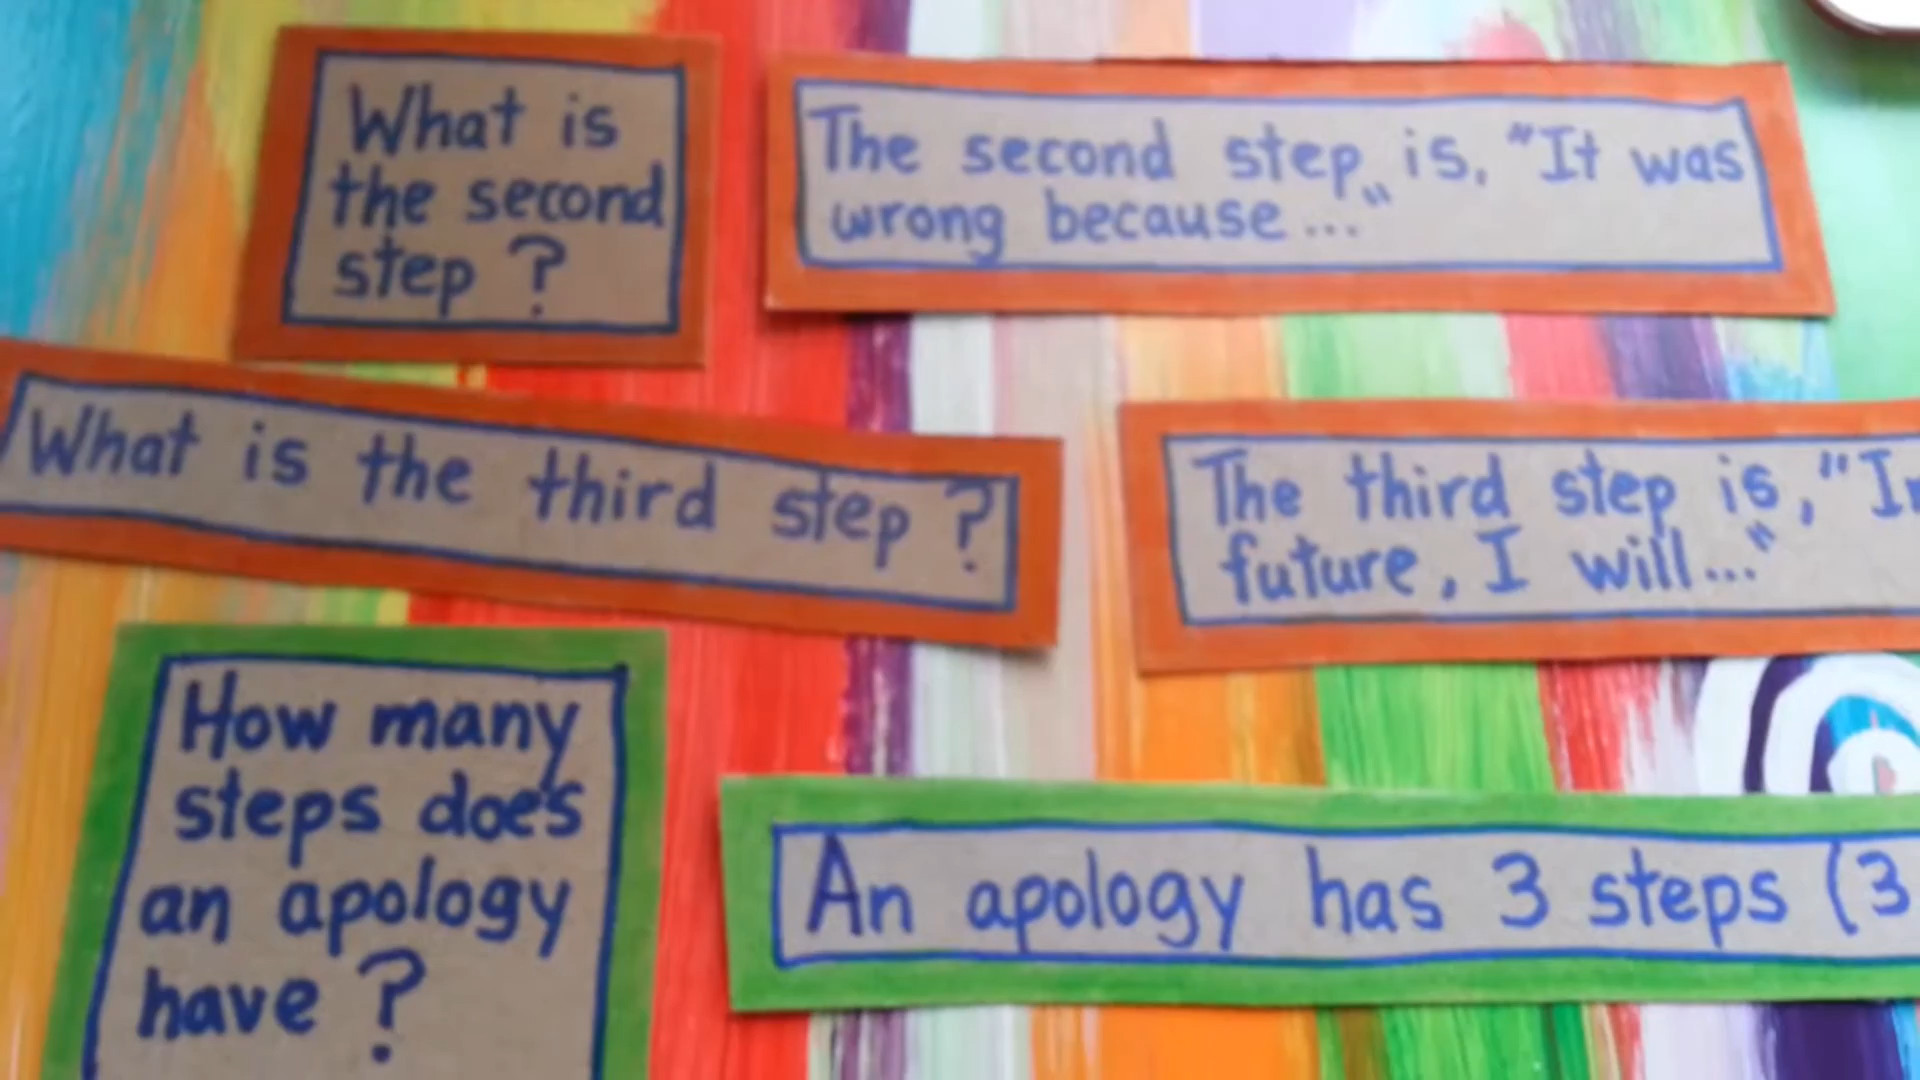 What is
the second
step ?
The second step is, "It was
wrong because..."
What is the third step ?
The third step is, "In
future, I will..."
How many
steps does
an apology
have ?
An apology has 3 steps (3